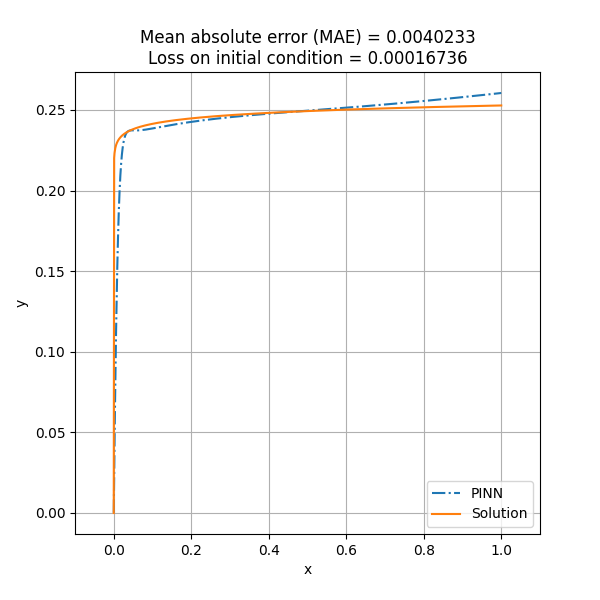 Mean absolute error (MAE) = 0.0040233
Loss on initial condition = 0.00016736
y
0.25
0.20
0.15
0.10
0.05
0.00
PINN
Solution
0.0 0.2 0.4 0.6 0.8 1.0
x